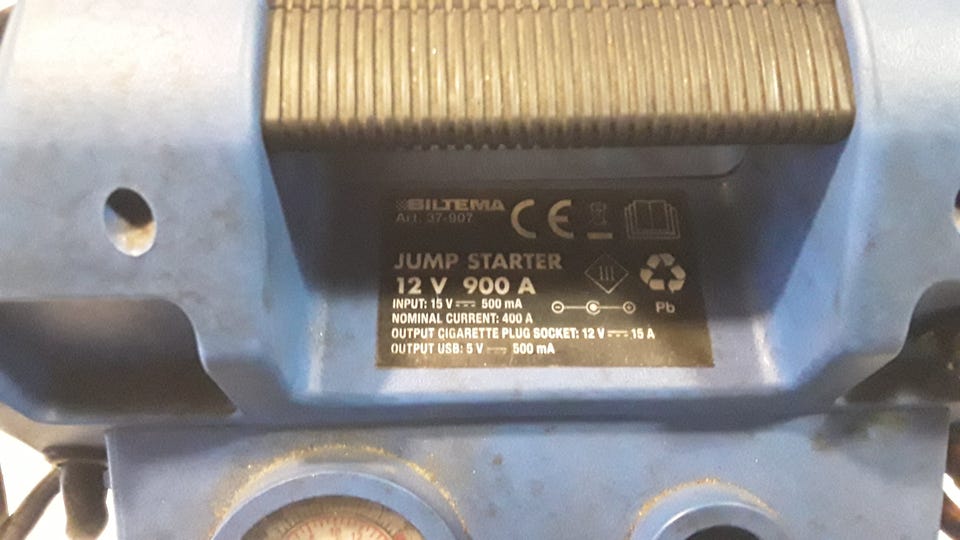 BILTEMA
Art. 37-907
CE
JUMP STARTER
12 V 900 A
INPUT: 15 V 500 mA
NOMINAL CURRENT: 400 A
OUTPUT CIGARETTE PLUG SOCKET: 12 V 15 A
OUTPUT USB: 5 V 500 mA
Pb